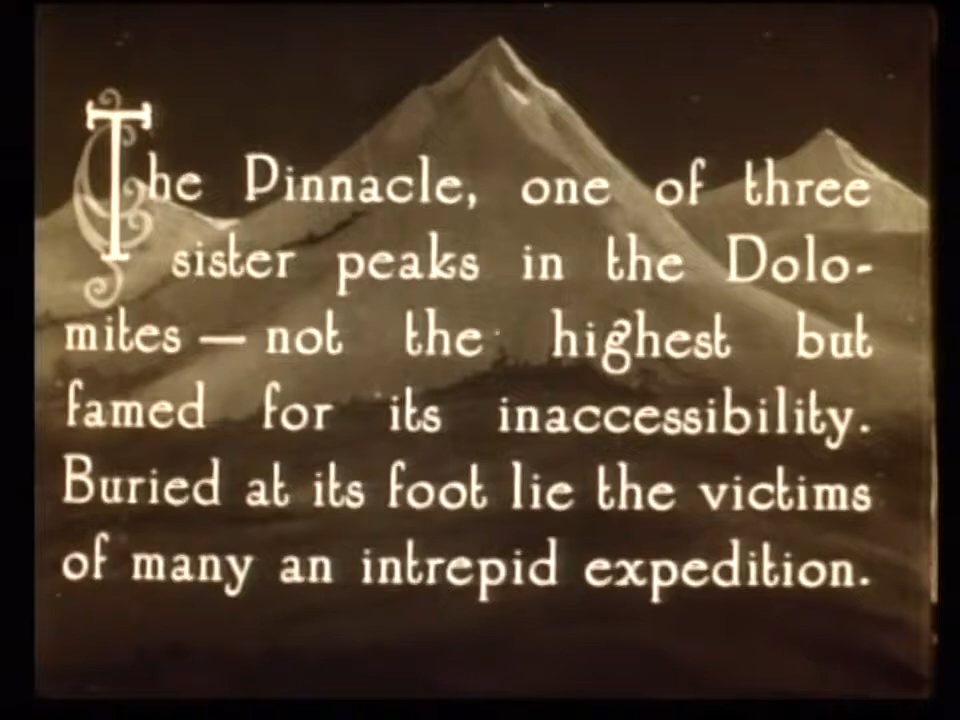 The Pinnacle, one of three
sister peaks in the Dolo-
mites — not the highest but
famed for its inaccessibility.
Buried at its foot lie the victims
of many an intrepid expedition.